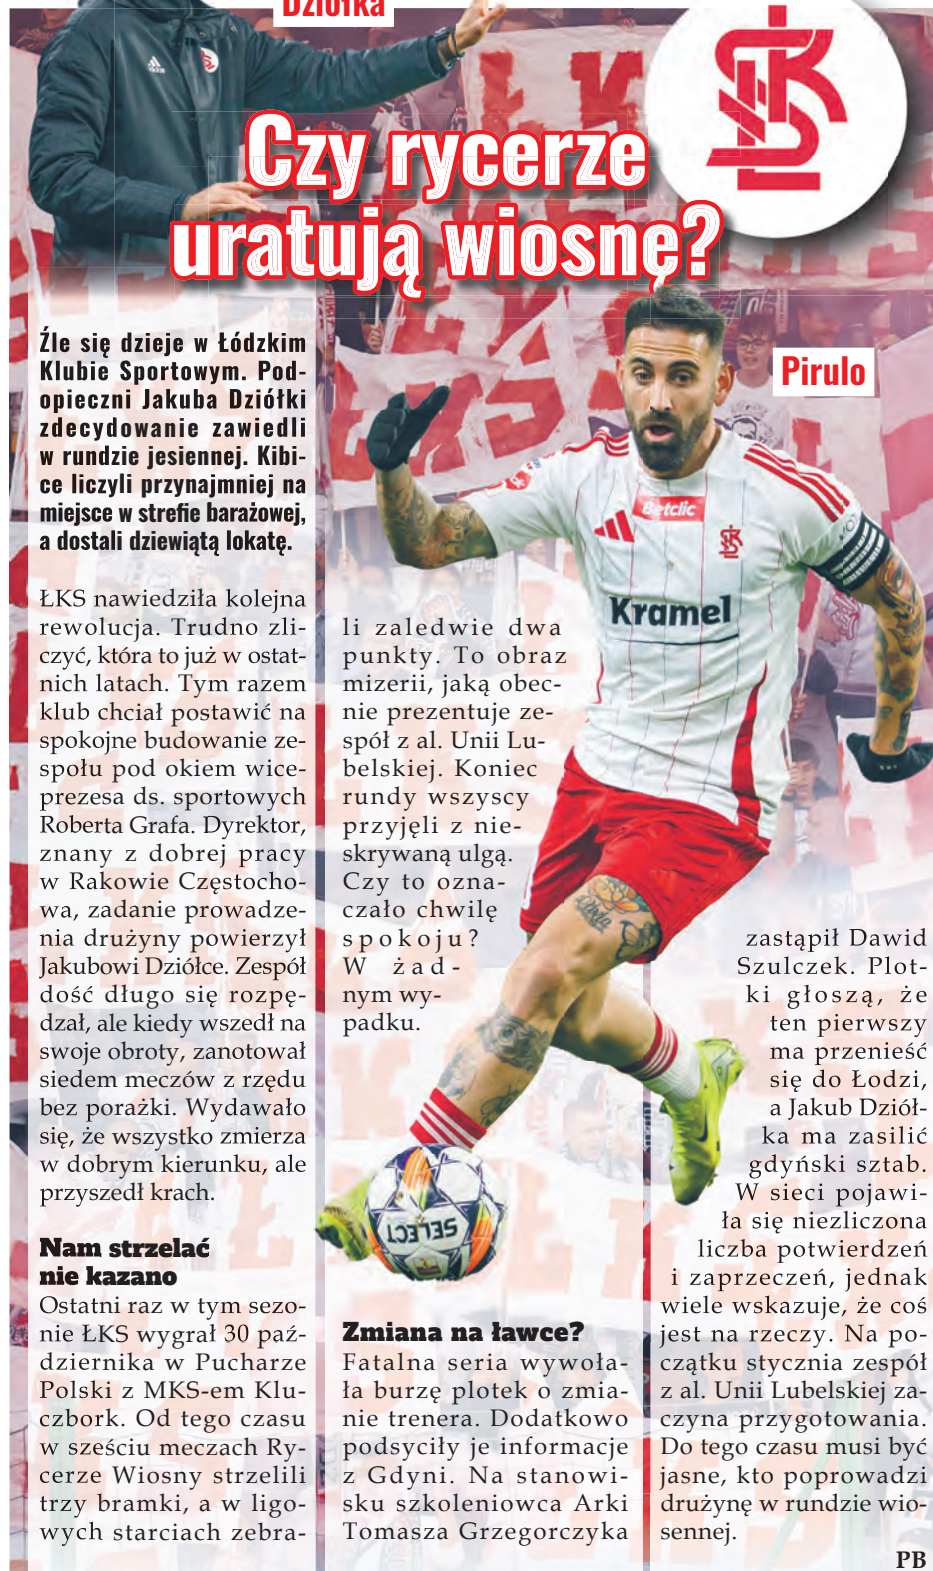 Dziółka
Czy rycerze
uratują wiosnę?
Pirulo
Źle się dzieje w Łódzkim
Klubie Sportowym. Pod-
opieczni Jakuba Dziółki
zdecydowanie zawiedli
w rundzie jesiennej. Kibi-
ce liczyli przynajmniej na
miejsce w strefie barażowej,
a dostali dziewiątą lokatę.
ŁKS nawiedziła kolejna
rewolucja. Trudno zli-
czyć, która to już w ostat-
nich latach. Tym razem
klub chciał postawić na
spokojne budowanie ze-
społu pod okiem wice-
prezesa ds. sportowych
Roberta Grafa. Dyrektor,
znany z dobrej pracy
w Rakowie Częstocho-
wa, zadanie prowadze-
nia drużyny powierzył
Jakubowi Dziółce. Zespół
dość długo się rozpę-
dzał, ale kiedy wszedł na
swoje obroty, zanotował
siedem meczów z rzędu
bez porażki. Wydawało
się, że wszystko zmierza
w dobrym kierunku, ale
przyszedł krach.
Nam strzelać
nie kazano
Ostatni raz w tym sezo-
nie ŁKS wygrał 30 paź-
dziernika w Pucharze
Polski z MKS-em Klu-
czbork. Od tego czasu
w sześciu meczach Ry-
cerze Wiosny strzelili
trzy bramki, a w ligo-
wych starciach zebra-
li zaledwie dwa
punkty. To obraz
mizerii, jaką obec-
nie prezentuje ze-
spół z al. Unii Lu-
belskiej. Koniec
rundy wszyscy
przyjęli z nie-
skrywaną ulgą.
Czy to ozna-
czało chwilę
spokoju?
W żad-
nym wy-
padku.
Zmiana na ławce?
Fatalna seria wywoła-
ła burzę plotek o zmia-
nie trenera. Dodatkowo
podsyciły je informacje
z Gdyni. Na stanowi-
sku szkoleniowca Arki
Tomasza Grzegorczyka
zastąpił Dawid
Szulczek. Plot-
ki głoszą, że
ten pierwszy
ma przenieść
się do Łodzi,
a Jakub Dziół-
ka ma zasilić
gdyński sztab.
W sieci pojawi-
ła się niezliczona
liczba potwierdzeń
i zaprzeczeń, jednak
wiele wskazuje, że coś
jest na rzeczy. Na po-
czątku stycznia zespół
z al. Unii Lubelskiej za-
czyna przygotowania.
Do tego czasu musi być
jasne, kto poprowadzi
drużynę w rundzie wio-
sennej.
PB
adidas
ŁKS
Betclic
ŁKS
Kramel
SELECT